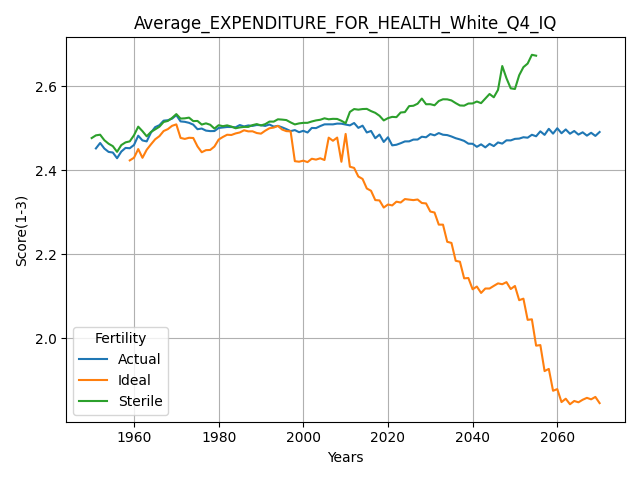 Average_EXPENDITURE_FOR_HEALTH_White_Q4_IQ
Score(1-3)
2.6
2.4
2.2
2.0
Fertility
Actual
Ideal
Sterile
1960 1980 2000 2020 2040 2060
Years